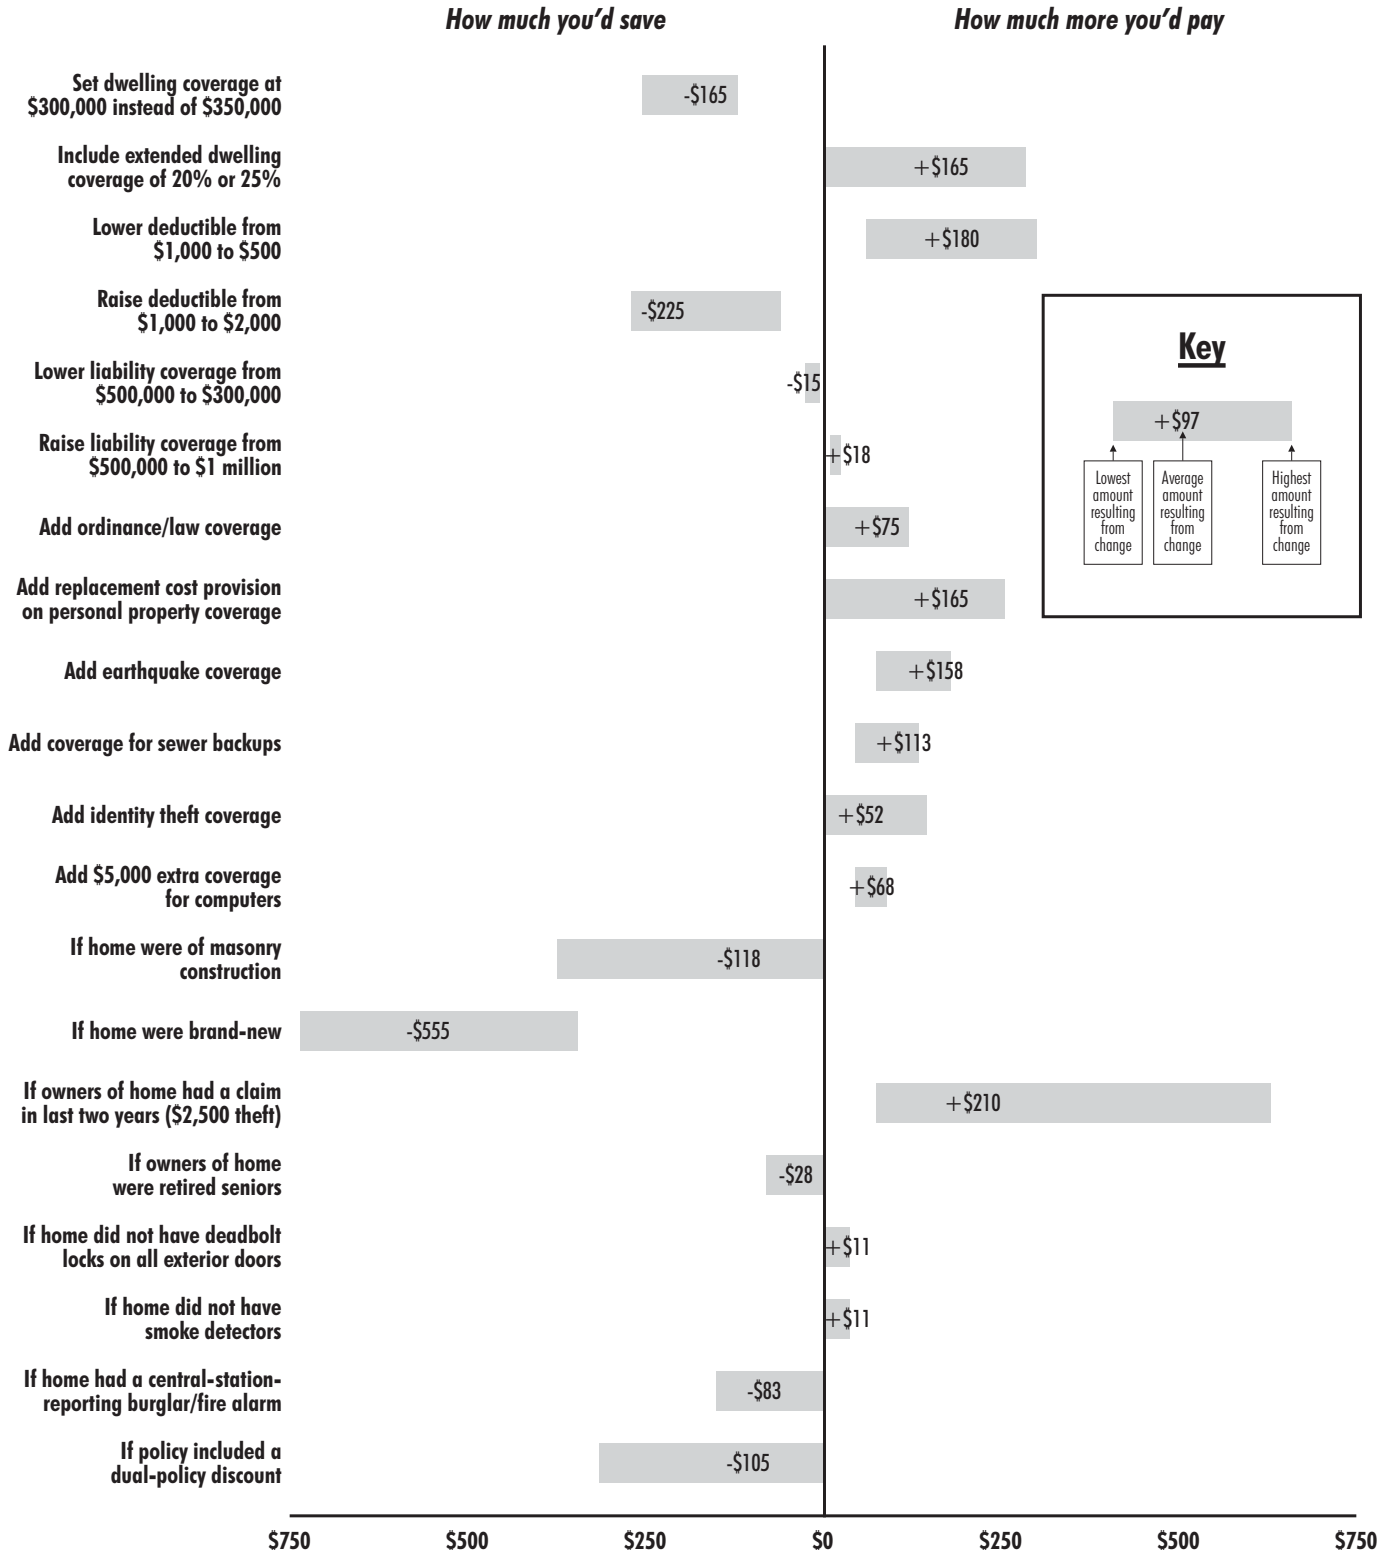 How much you'd save
How much more you'd pay
Set dwelling coverage at
$300,000 instead of $350,000
-$165
Include extended dwelling
coverage of 20% or 25%
+$165
Lower deductible from
$1,000 to $500
+$180
Raise deductible from
$1,000 to $2,000
-$225
Lower liability coverage from
$500,000 to $300,000
-$15
Raise liability coverage from
$500,000 to $1 million
+$18
Add ordinance/law coverage
+$75
Add replacement cost provision
on personal property coverage
+$165
Add earthquake coverage
+$158
Add coverage for sewer backups
+$113
Add identity theft coverage
+$52
Add $5,000 extra coverage
for computers
+$68
If home were of masonry
construction
-$118
If home were brand-new
-$555
If owners of home had a claim
in last two years ($2,500 theft)
+$210
If owners of home
were retired seniors
-$28
If home did not have deadbolt
locks on all exterior doors
+$11
If home did not have
smoke detectors
+$11
If home had a central-station-
reporting burglar/fire alarm
-$83
If policy included a
dual-policy discount
-$105
$750
$500
$250
$0
$250
$500
$750
Key
+$97
Lowest
amount
resulting
from
change
Average
amount
resulting
from
change
Highest
amount
resulting
from
change